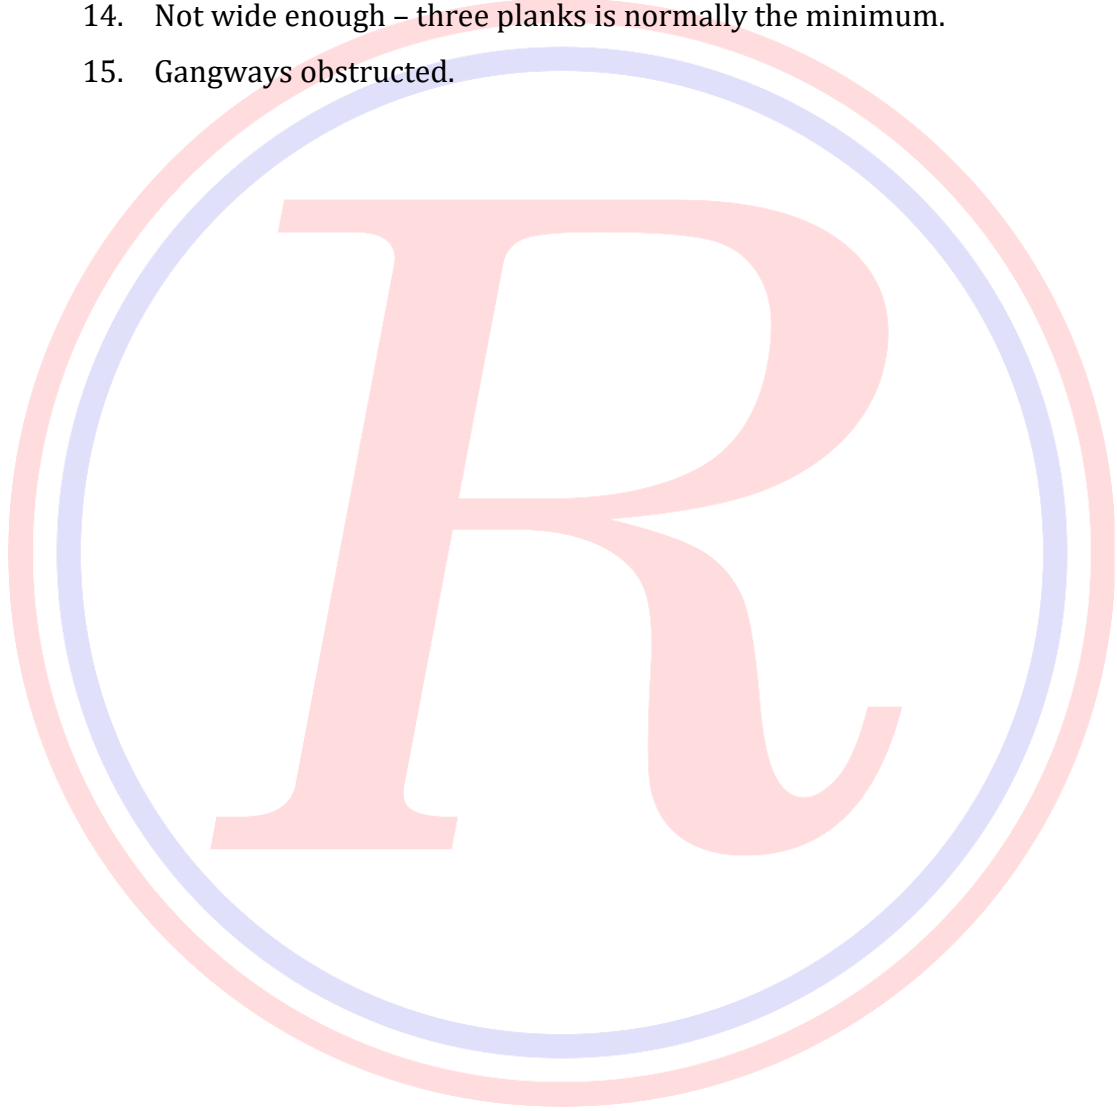 14. Not wide enough – three planks is normally the minimum.
15. Gangways obstructed.
R